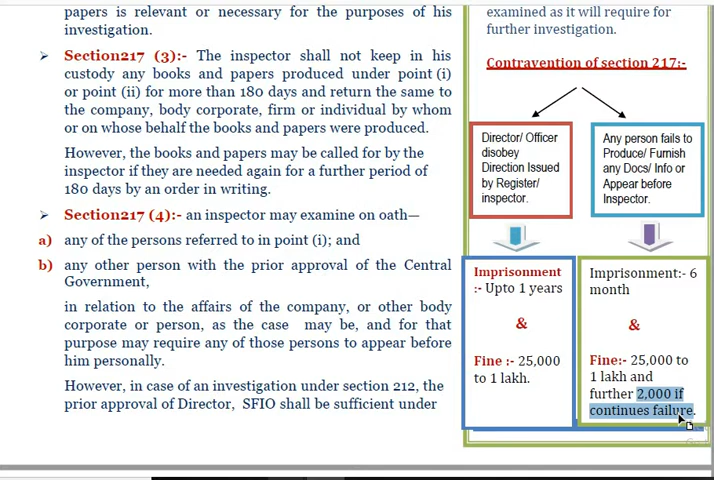 papers is relevant or necessary for the purposes of his
investigation.
Section217 (3):- The inspector shall not keep in his
custody any books and papers produced under point (i)
or point (ii) for more than 180 days and return the same to
the company, body corporate, firm or individual by whom
or on whose behalf the books and papers were produced.
However, the books and papers may be called for by the
inspector if they are needed again for a further period of
180 days by an order in writing.
Section217 (4):- an inspector may examine on oath—
a) any of the persons referred to in point (i); and
b) any other person with the prior approval of the Central
Government,
in relation to the affairs of the company, or other body
corporate or person, as the case may be, and for that
purpose may require any of those persons to appear before
him personally.
However, in case of an investigation under section 212, the
prior approval of Director, SFIO shall be sufficient under
examined as it will require for
further investigation.
Contravention of section 217:-
Director/ Officer
disobey
Direction Issued
by Register/
inspector.
Any person fails to
Produce/ Furnish
any Docs/ Info or
Appear before
Inspector.
Imprisonment
:- Upto 1 years
&
Fine :- 25,000
to 1 lakh.
Imprisonment:- 6
month
&
Fine:- 25,000 to
1 lakh and
further 2,000 if
continues failure.